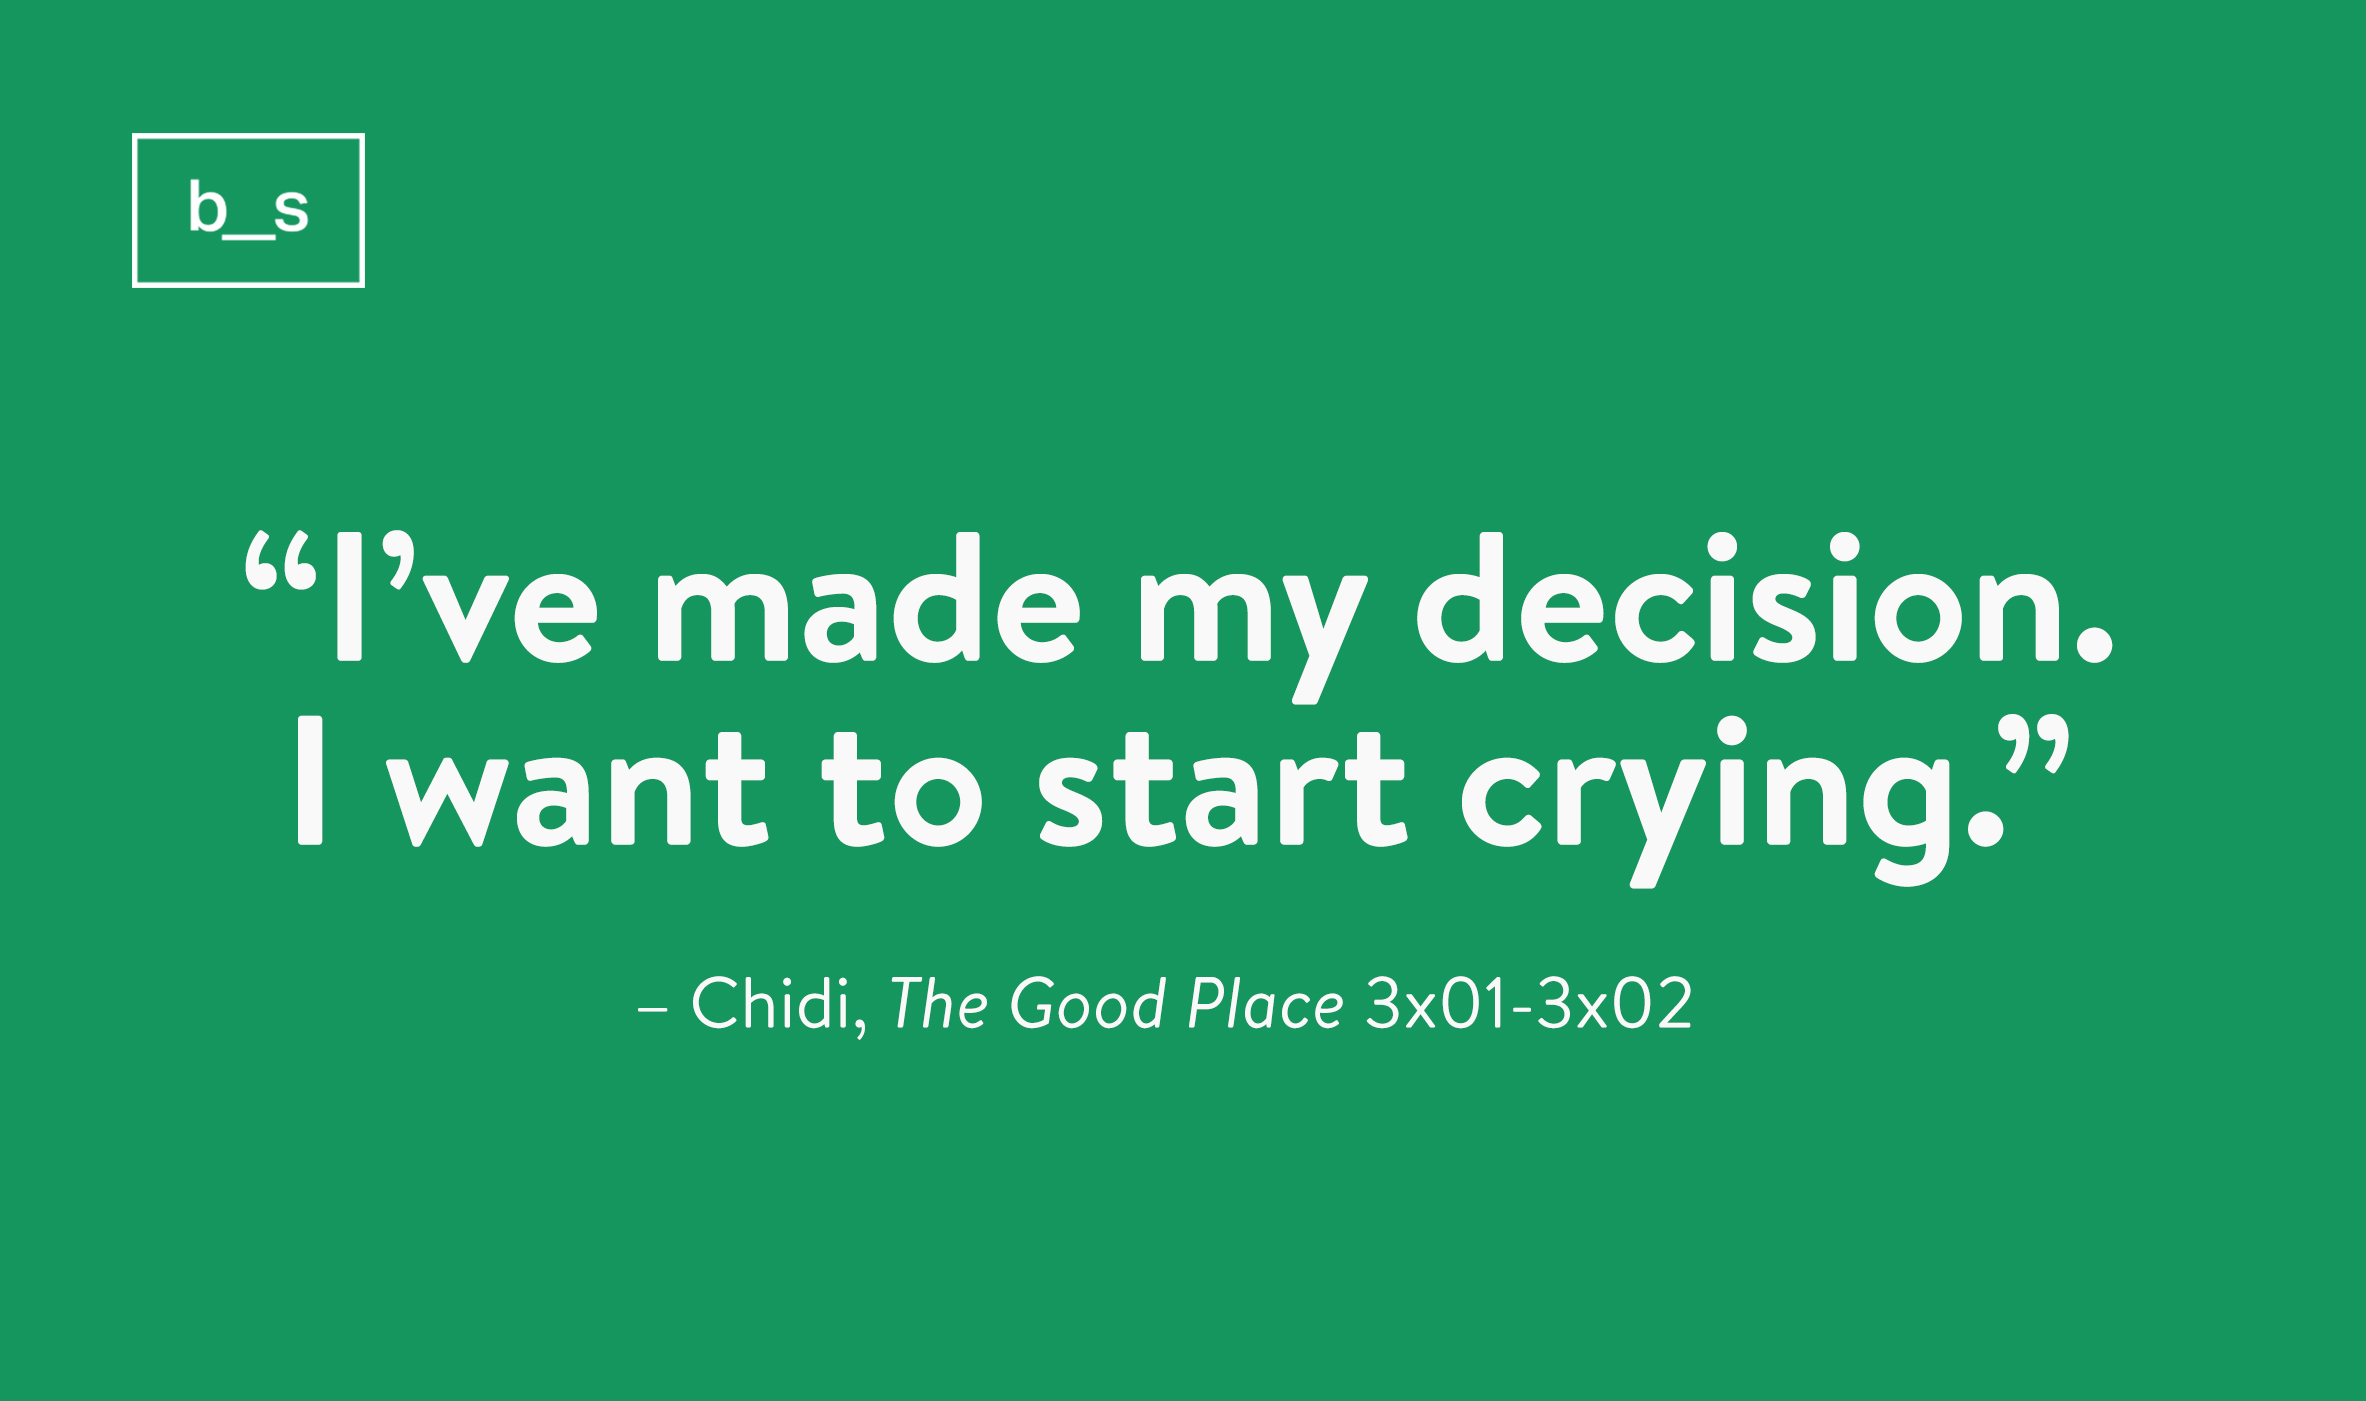 b_s
“I’ve made my decision.
I want to start crying.”
– Chidi, The Good Place 3x01-3x02